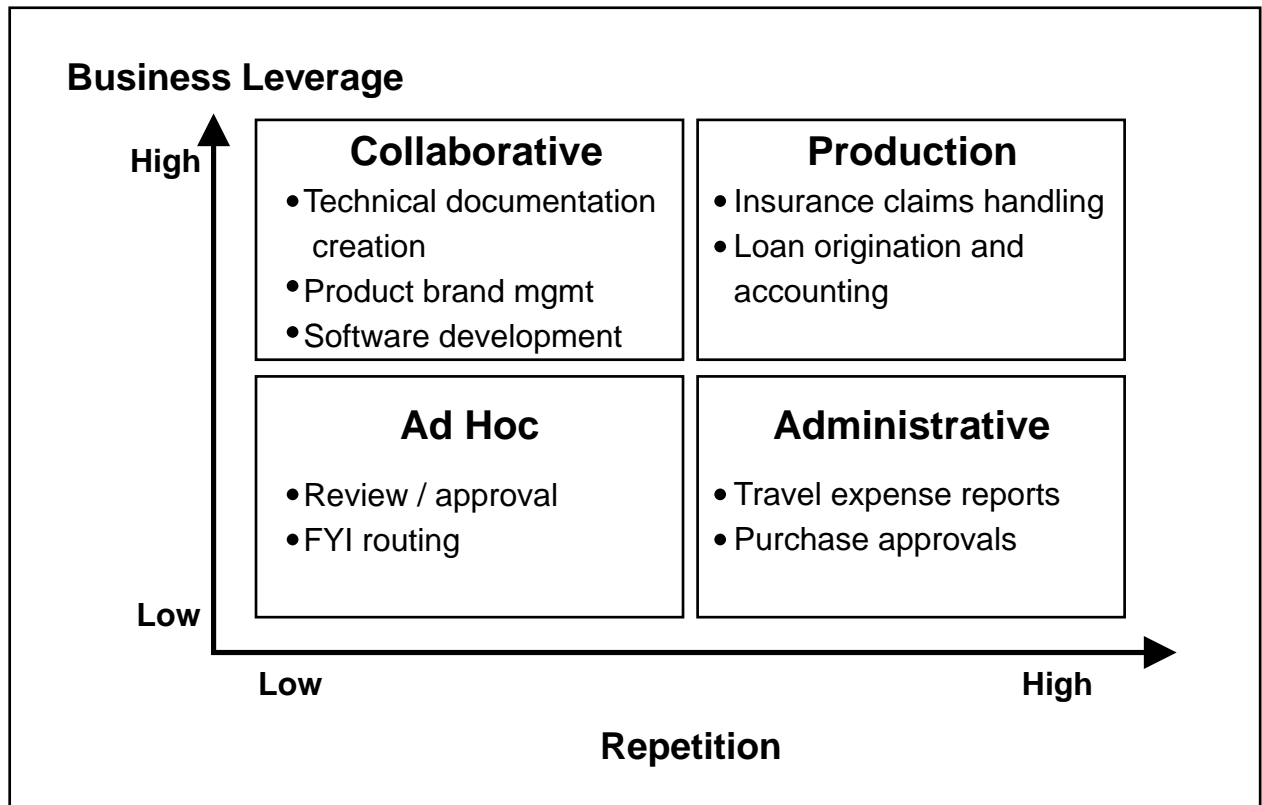 Business Leverage
High
Collaborative
• Technical documentation
creation
• Product brand mgmt
• Software development
Production
• Insurance claims handling
• Loan origination and
accounting
Ad Hoc
• Review / approval
• FYI routing
Administrative
• Travel expense reports
• Purchase approvals
Low
Low
High
Repetition